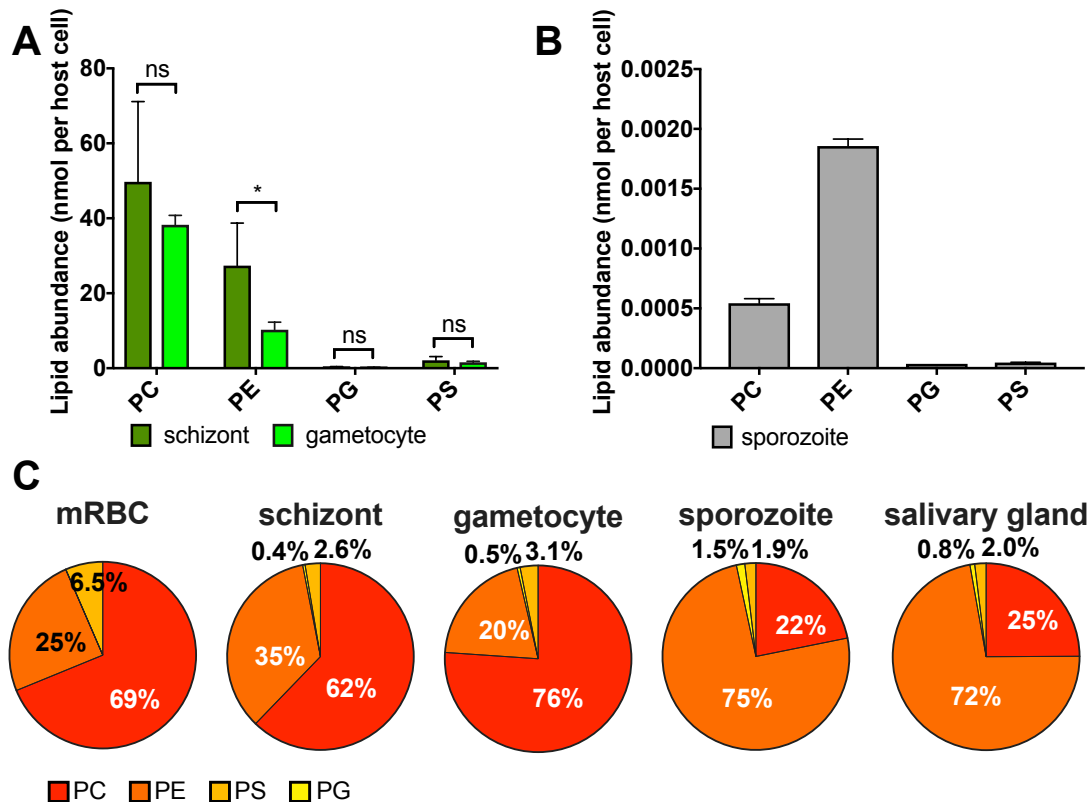 A
Lipid abundance (nmol per host cell)
80
60
40
20
0
ns
*
ns
ns
PC
PE
PG
PS
schizont
gametocyte
B
Lipid abundance (nmol per host cell)
0.0025
0.0020
0.0015
0.0010
0.0005
0.0000
PC
PE
PG
PS
sporozoite
C
mRBC
6.5%
25%
69%
schizont
0.4% 2.6%
35%
62%
gametocyte
0.5% 3.1%
20%
76%
sporozoite
1.5% 1.9%
22%
75%
salivary gland
0.8% 2.0%
25%
72%
PC PE PS PG